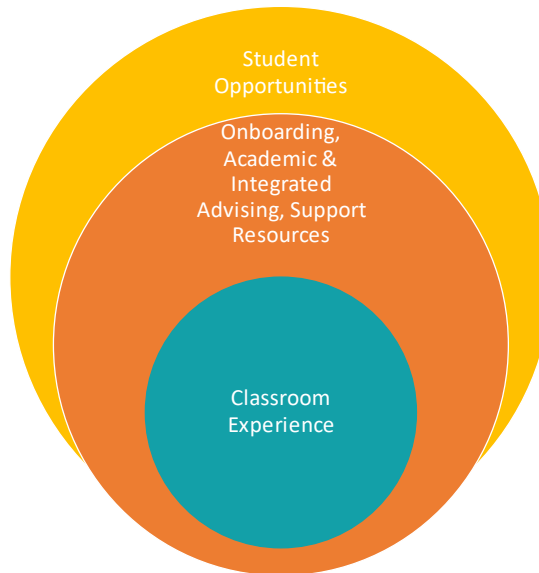 Student
Opportunities
Onboarding,
Academic &
Integrated
Advising, Support
Resources
Classroom
Experience